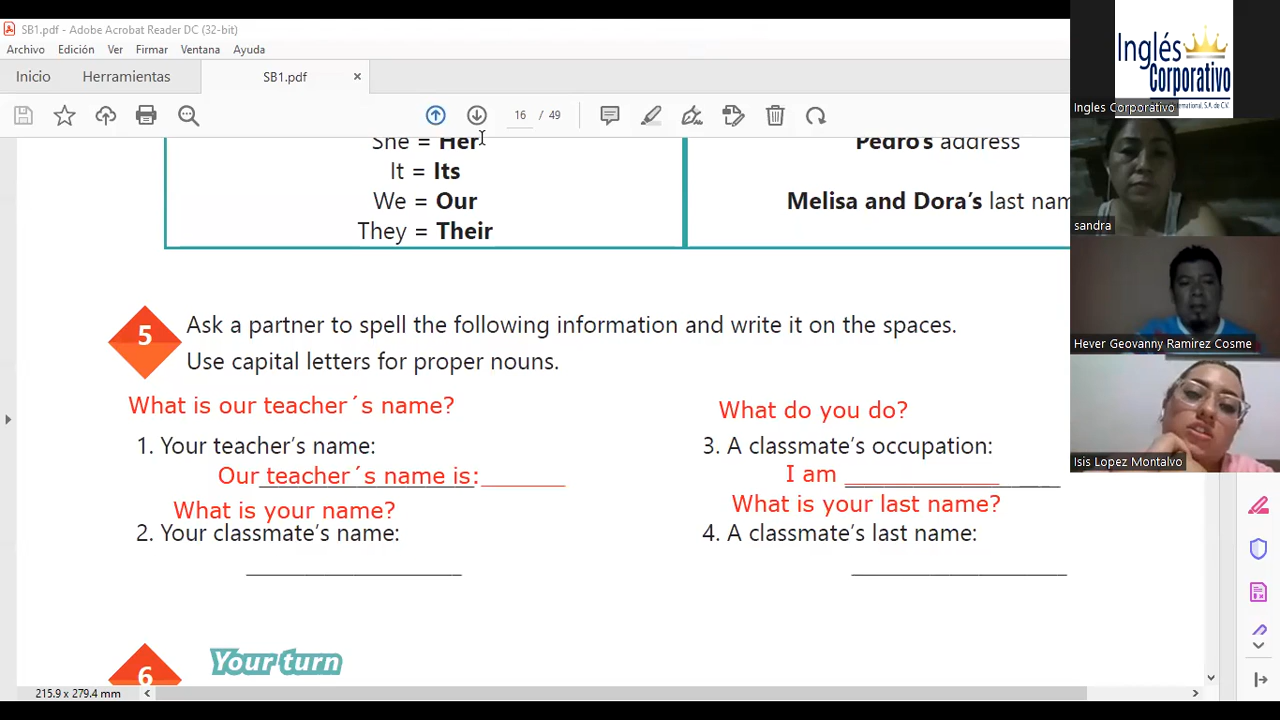 SB1.pdf - Adobe Acrobat Reader DC (32-bit)
Archivo Edición Ver Firmar Ventana Ayuda
Inicio Herramientas SB1.pdf ×
16 / 49
She = Her
It = Its
We = Our
They = Their
Pedro's address
Melisa and Dora's last nam
5
Ask a partner to spell the following information and write it on the spaces.
Use capital letters for proper nouns.
What is our teacher´s name?
1. Your teacher's name:
Our teacher´s name is:______
What is your name?
2. Your classmate's name:
What do you do?
3. A classmate's occupation:
I am ___________
What is your last name?
4. A classmate's last name:
6
Your turn
215.9 x 279.4 mm
Inglés
Corporativo
Ingles Corporativo
sandra
Hever Geovanny Ramirez Cosme
Isis Lopez Montalvo